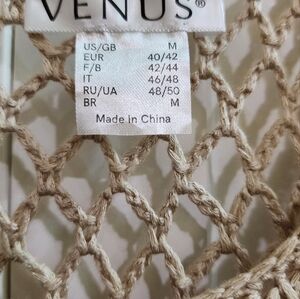 VENUS®
US/GB M
EUR 40/42
F/B 42/44
IT 46/48
RU/UA 48/50
BR M
Made in China